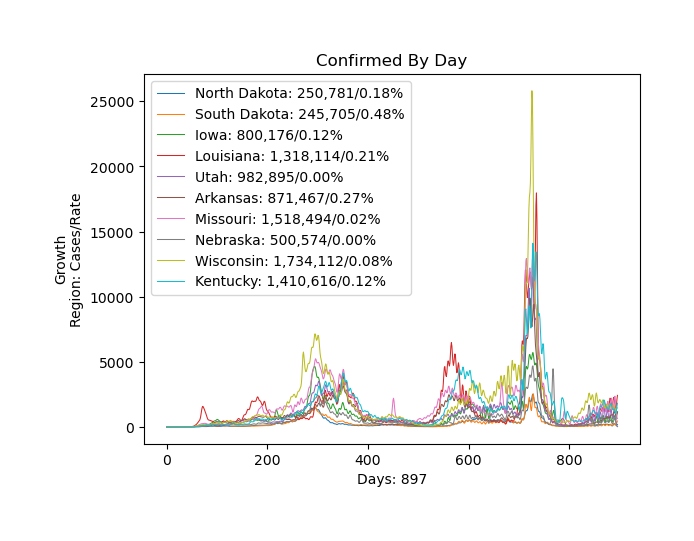 Confirmed By Day
North Dakota: 250,781/0.18%
South Dakota: 245,705/0.48%
Iowa: 800,176/0.12%
Louisiana: 1,318,114/0.21%
Utah: 982,895/0.00%
Arkansas: 871,467/0.27%
Missouri: 1,518,494/0.02%
Nebraska: 500,574/0.00%
Wisconsin: 1,734,112/0.08%
Kentucky: 1,410,616/0.12%
25000
20000
15000
10000
5000
0
Growth
Region: Cases/Rate
0 200 400 600 800
Days: 897